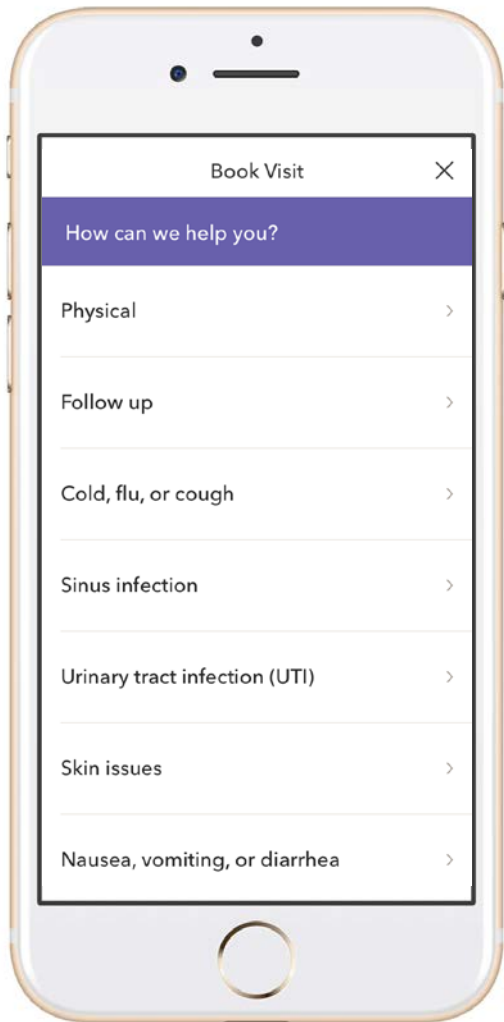 Book Visit
How can we help you?
Physical
Follow up
Cold, flu, or cough
Sinus infection
Urinary tract infection (UTI)
Skin issues
Nausea, vomiting, or diarrhea